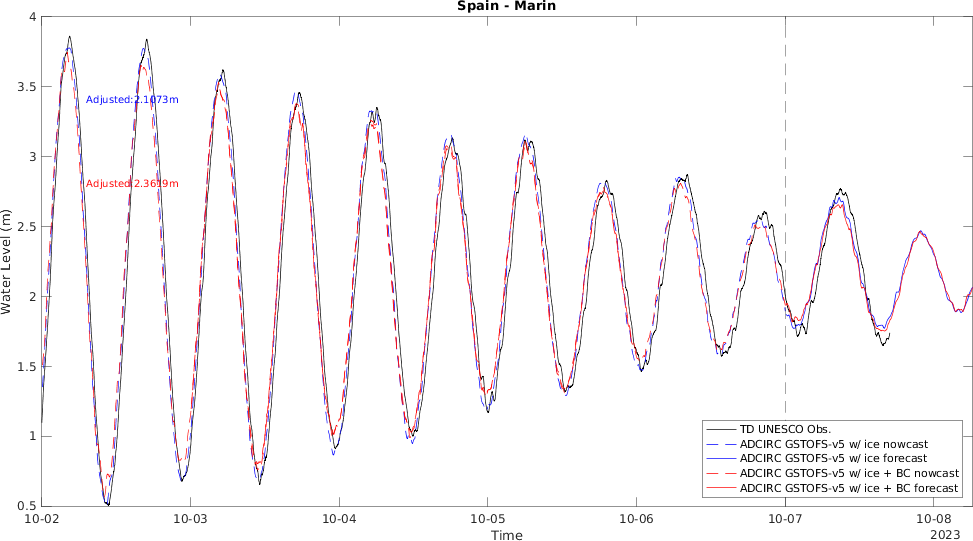 Spain - Marin
4
3.5
3
2.5
2
1.5
1
0.5
Water Level (m)
Adjusted:2.1073m
Adjusted:2.3619m
TD UNESCO Obs.
ADCIRC GSTOFS-v5 w/ ice nowcast
ADCIRC GSTOFS-v5 w/ ice forecast
ADCIRC GSTOFS-v5 w/ ice + BC nowcast
ADCIRC GSTOFS-v5 w/ ice + BC forecast
10-02 10-03 10-04 10-05 10-06 10-07 10-08
Time
2023